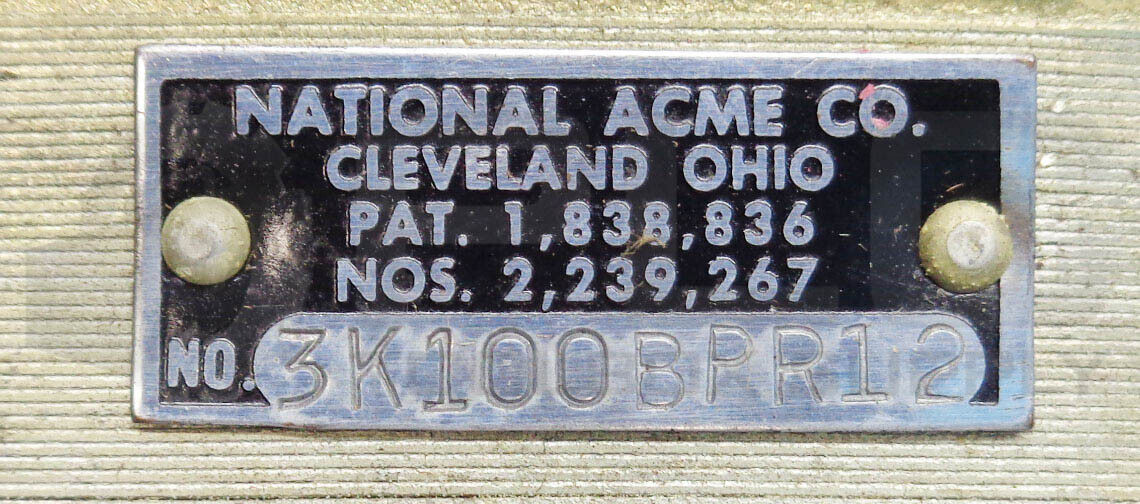 NATIONAL ACME CO.
CLEVELAND OHIO
PAT. 1,838,836
NOS. 2,239,267
NO. 3K100BPR12